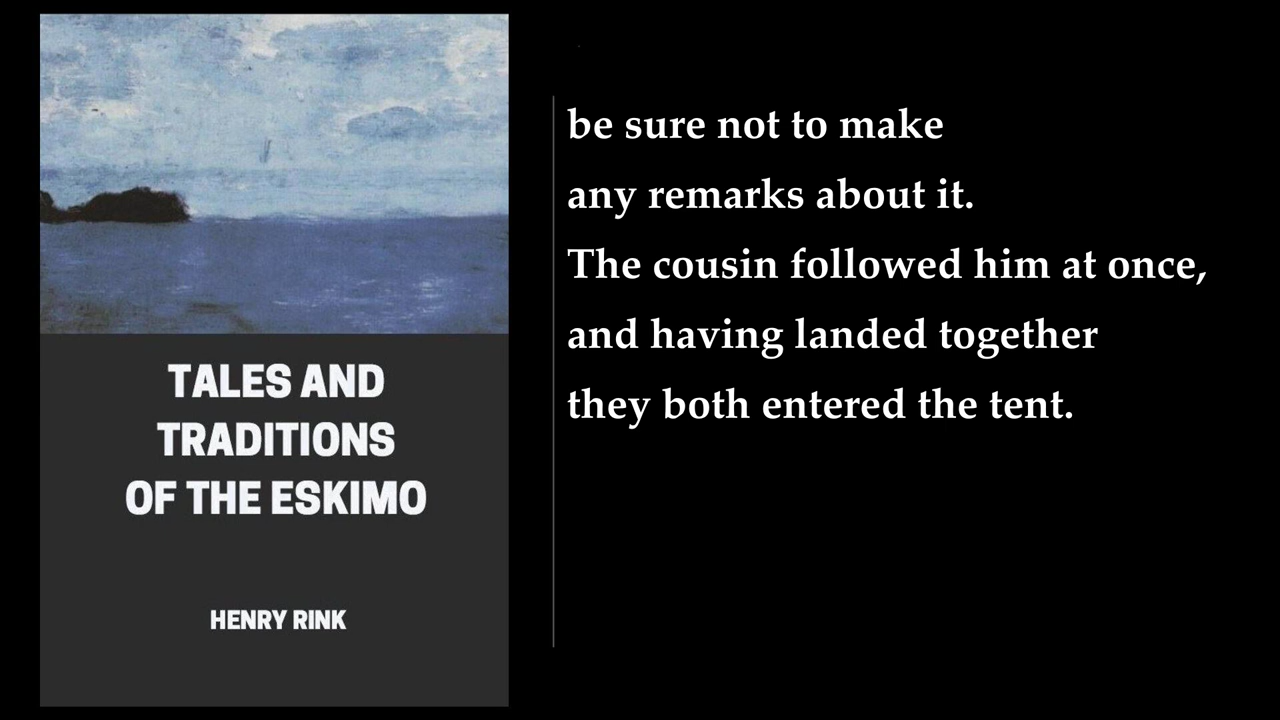 TALES AND
TRADITIONS
OF THE ESKIMO
HENRY RINK
be sure not to make
any remarks about it.
The cousin followed him at once,
and having landed together
they both entered the tent.